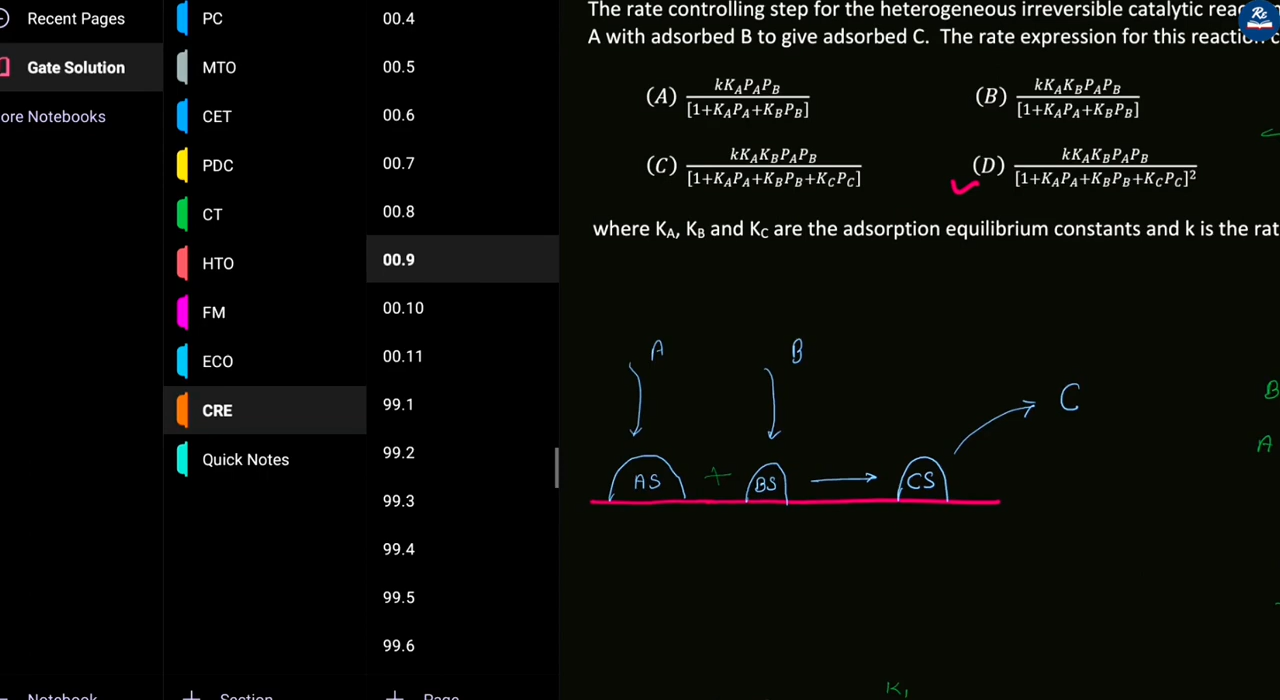 Recent Pages
Gate Solution
ore Notebooks
PC
MTO
CET
PDC
CT
HTO
FM
ECO
CRE
Quick Notes
Section
Notebook
00.4
00.5
00.6
00.7
00.8
00.9
00.10
00.11
99.1
99.2
99.3
99.4
99.5
99.6
Page
The rate controlling step for the heterogeneous irreversible catalytic reac
A with adsorbed B to give adsorbed C. The rate expression for this reaction c
(A) kK_AP_AP_B / [1+K_AP_A+K_BP_B] (B) kK_AK_BP_AP_B / [1+K_AP_A+K_BP_B]
(C) kK_AK_BP_AP_B / [1+K_AP_A+K_BP_B+K_CP_C] (D) kK_AK_BP_AP_B / [1+K_AP_A+K_BP_B+K_CP_C]²
where K_A, K_B and K_C are the adsorption equilibrium constants and k is the rat
A B
C
B
A
AS + BS → CS
K₁
Re